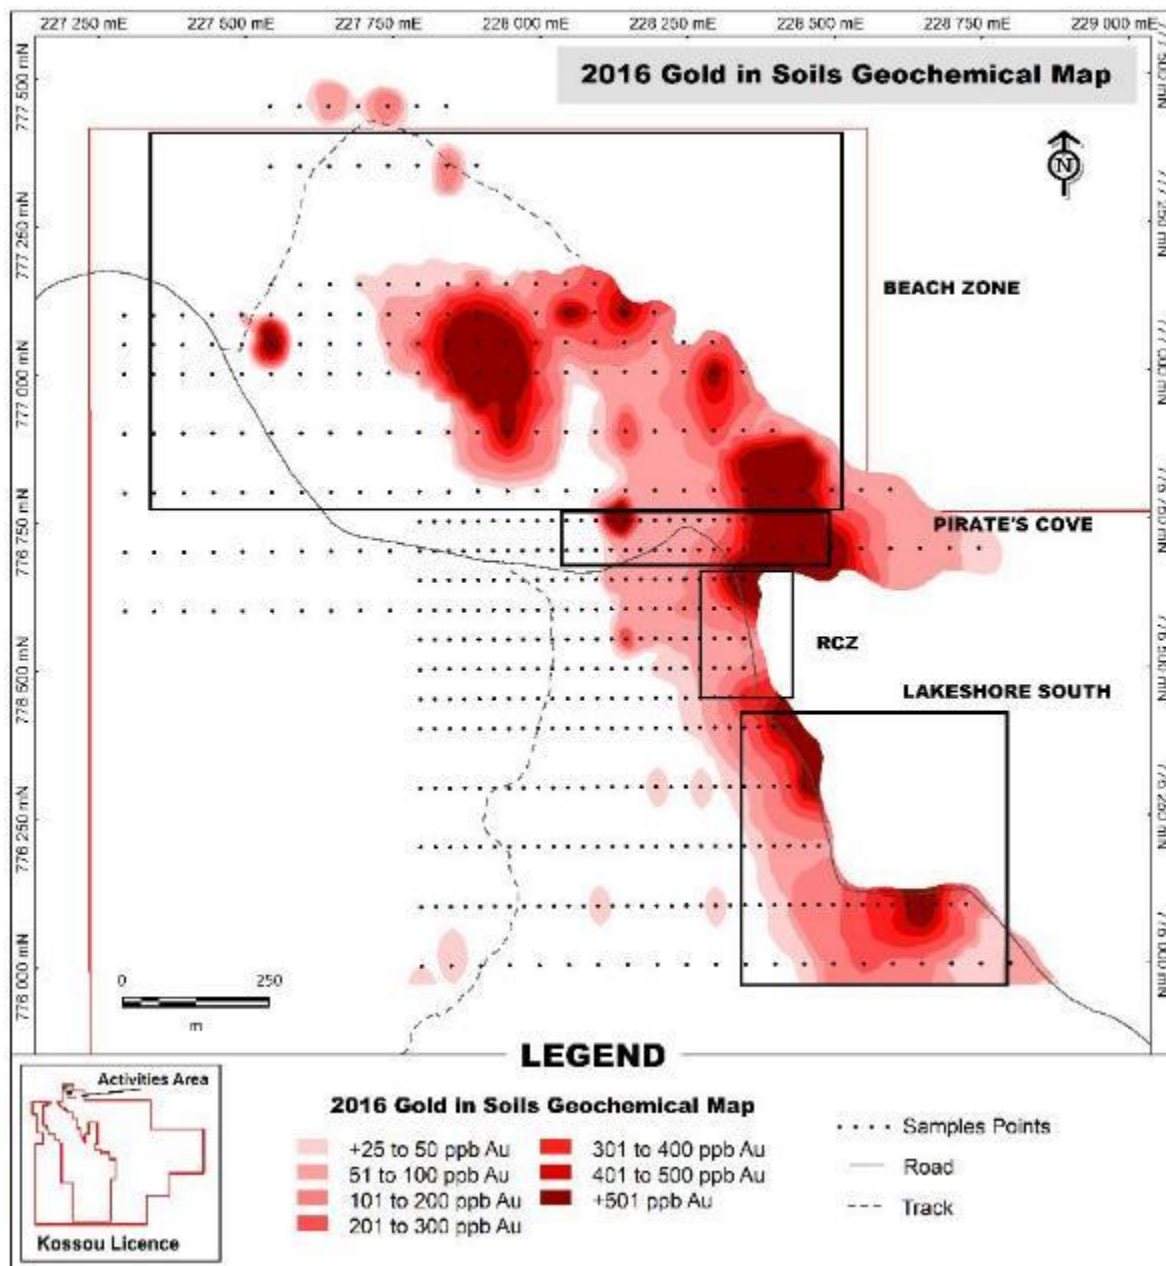 227 250 mE 227 500 mE 227 750 mE 228 000 mE 228 250 mE 228 500 mE 228 750 mE 229 000 mE
2016 Gold in Soils Geochemical Map
777 500 mN
N
777 250 mN
BEACH ZONE
777 000 mN
776 750 mN
PIRATE'S COVE
RCZ
LAKESHORE SOUTH
776 250 mN
776 000 mN
0 250
m
LEGEND
Activities Area
Kossou Licence
2016 Gold in Soils Geochemical Map
+25 to 50 ppb Au
51 to 100 ppb Au
101 to 200 ppb Au
201 to 300 ppb Au
301 to 400 ppb Au
401 to 500 ppb Au
+501 ppb Au
Samples Points
Road
Track